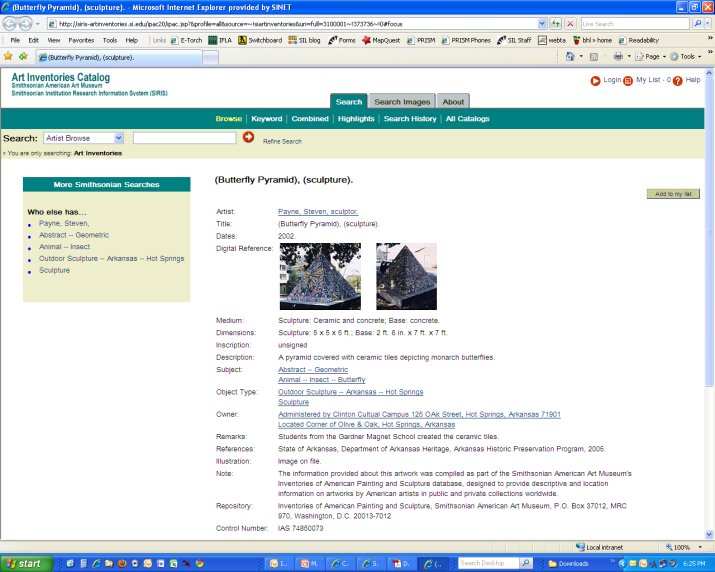 (Butterfly Pyramid), (sculpture). - Microsoft Internet Explorer provided by SINET
http://siris-artinventories.si.edu/ipac20/ipac.jsp?&profile=all&source=~!siartinventories&uri=full=3100001~!373736~!0#focus
Live Search
File Edit View Favorites Tools Help Links E-Torch IFLA Switchboard SIL blog Forms MapQuest PRISM PRISM Phones SIL Staff webta bhl » home Readability
(Butterfly Pyramid), (sculpture).
Page Tools
Art Inventories Catalog
Smithsonian American Art Museum
Smithsonian Institution Research Information System (SIRIS)
Login My List - 0 Help
Search Search Images About
Browse Keyword Combined Highlights Search History All Catalogs
Search: Artist Browse Refine Search
> You are only searching: Art Inventories
More Smithsonian Searches
Who else has...
Payne, Steven,
Abstract -- Geometric
Animal -- Insect
Outdoor Sculpture -- Arkansas -- Hot Springs
Sculpture
(Butterfly Pyramid), (sculpture).
Add to my list
Artist: Payne, Steven, sculptor.
Title: (Butterfly Pyramid), (sculpture).
Dates: 2002.
Digital Reference:
Medium: Sculpture: Ceramic and concrete; Base: concrete.
Dimensions: Sculpture: 5 x 5 x 5 ft.; Base: 2 ft. 6 in. x 7 ft. x 7 ft.
Inscription: unsigned
Description: A pyramid covered with ceramic tiles depicting monarch butterflies.
Subject: Abstract -- Geometric
Animal -- Insect -- Butterfly
Object Type: Outdoor Sculpture -- Arkansas -- Hot Springs
Sculpture
Owner: Administered by Clinton Cultual Campus 125 OAk Street, Hot Springs, Arkansas 71901
Located Corner of Olive & Oak, Hot Springs, Arkansas
Remarks: Students from the Gardner Magnet School created the ceramic tiles.
References: State of Arkansas, Department of Arkansas Heritage, Arkansas Historic Preservation Program, 2005.
Illustration: Image on file.
Note: The information provided about this artwork was compiled as part of the Smithsonian American Art Museum's
Inventories of American Painting and Sculpture database, designed to provide descriptive and location
information on artworks by American artists in public and private collections worldwide.
Repository: Inventories of American Painting and Sculpture, Smithsonian American Art Museum, P.O. Box 37012, MRC
970, Washington, D.C. 20013-7012
Control Number: IAS 74850073
Local intranet 100%
start I... M... C... S... D... (... Search Desktop Downloads 6:25 PM